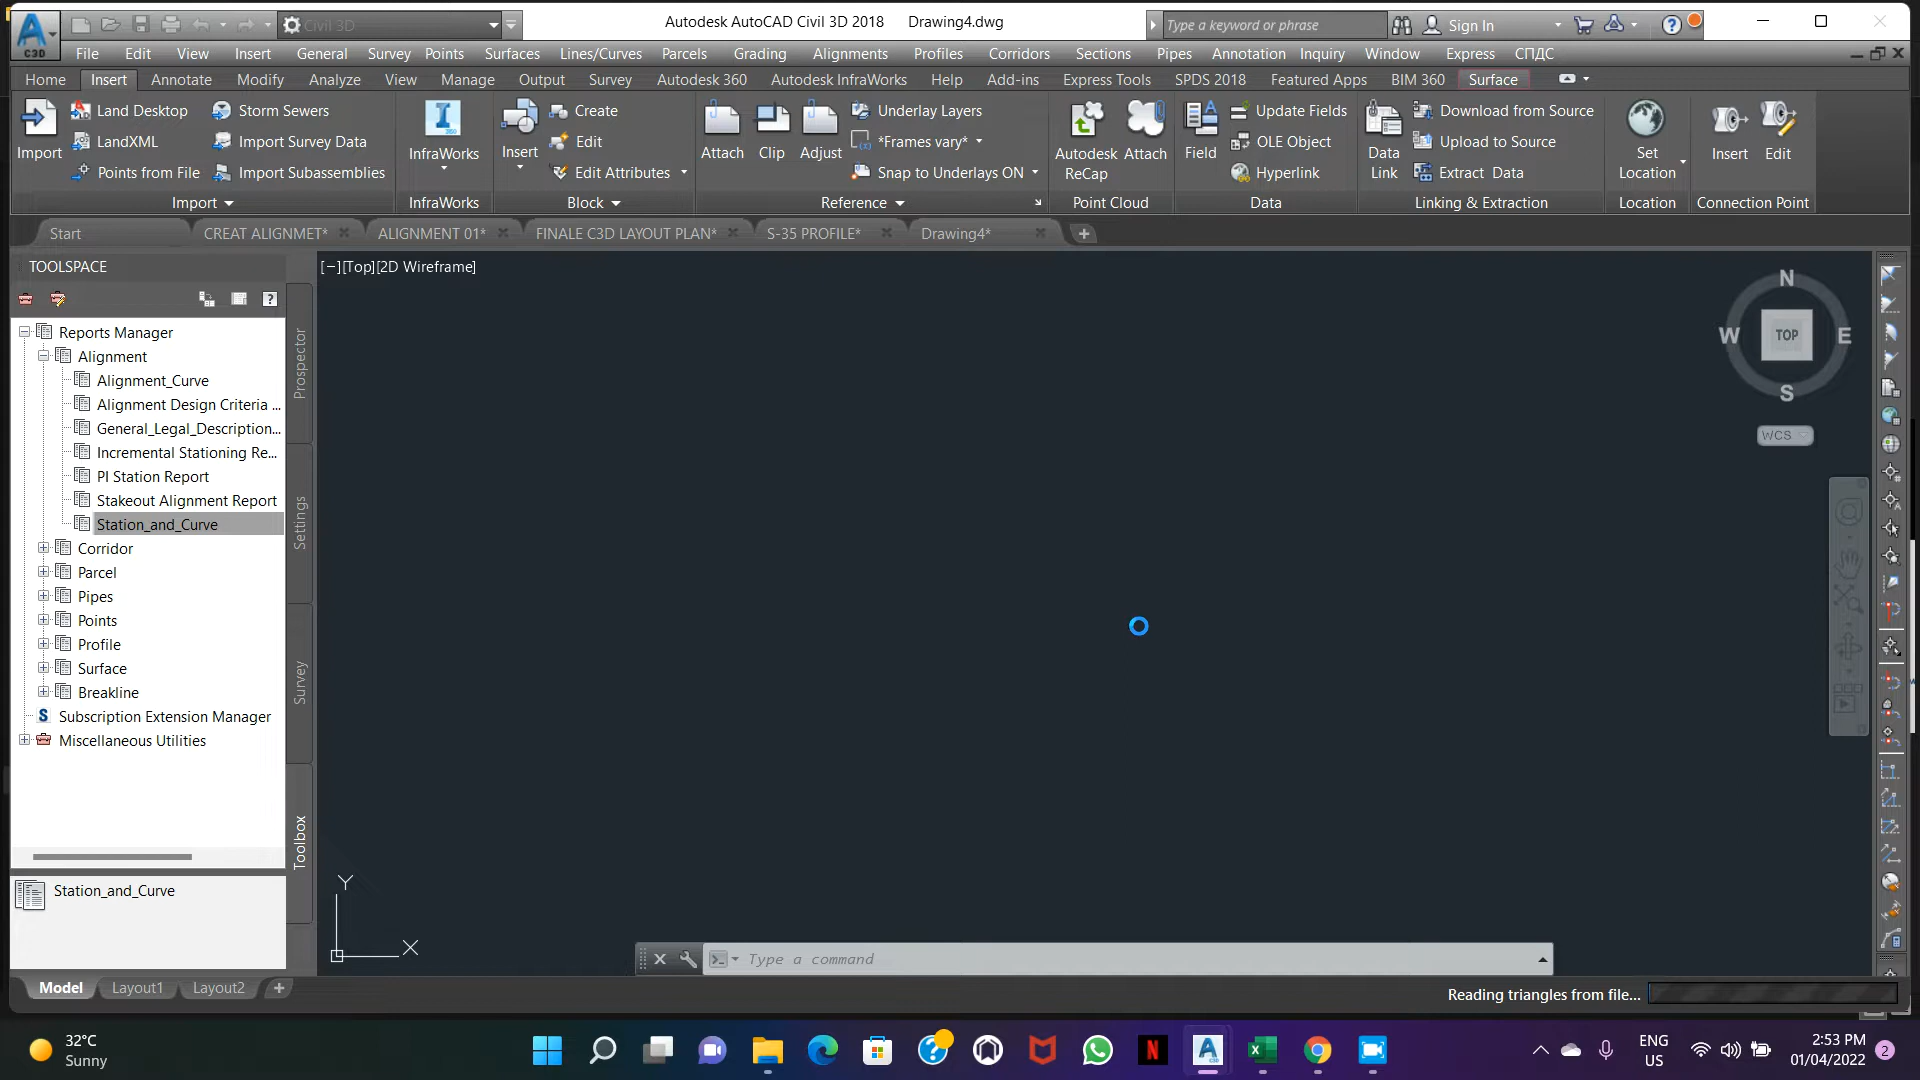 C3D
Civil 3D
Autodesk AutoCAD Civil 3D 2018 Drawing4.dwg
Type a keyword or phrase
Sign In
File Edit View Insert General Survey Points Surfaces Lines/Curves Parcels Grading Alignments Profiles Corridors Sections Pipes Annotation Inquiry Window Express СПДС
Home Insert Annotate Modify Analyze View Manage Output Survey Autodesk 360 Autodesk InfraWorks Help Add-ins Express Tools SPDS 2018 Featured Apps BIM 360 Surface
Land Desktop Storm Sewers Create Underlay Layers Update Fields Download from Source
LandXML Import Survey Data Edit *Frames vary* OLE Object Upload to Source
Import InfraWorks Insert Attach Clip Adjust Autodesk ReCap Attach Field Data Link Set Location Insert Edit
Points from File Import Subassemblies Edit Attributes Snap to Underlays ON Hyperlink Extract Data
Import InfraWorks Block Reference Point Cloud Data Linking & Extraction Location Connection Point
Start CREAT ALIGNMET* ALIGNMENT 01* FINALE C3D LAYOUT PLAN* S-35 PROFILE* Drawing4*
TOOLSPACE
[−][Top][2D Wireframe]
Reports Manager
Alignment
Alignment_Curve
Alignment Design Criteria ...
General_Legal_Description...
Incremental Stationing Re...
PI Station Report
Stakeout Alignment Report
Station_and_Curve
Corridor
Parcel
Pipes
Points
Profile
Surface
Breakline
Subscription Extension Manager
Miscellaneous Utilities
Prospector
Settings
Survey
Toolbox
Station_and_Curve
N
W TOP E
S
WCS
Y
X
Type a command
Model Layout1 Layout2
Reading triangles from file...
32°C
Sunny
ENG
US
2:53 PM
01/04/2022
2